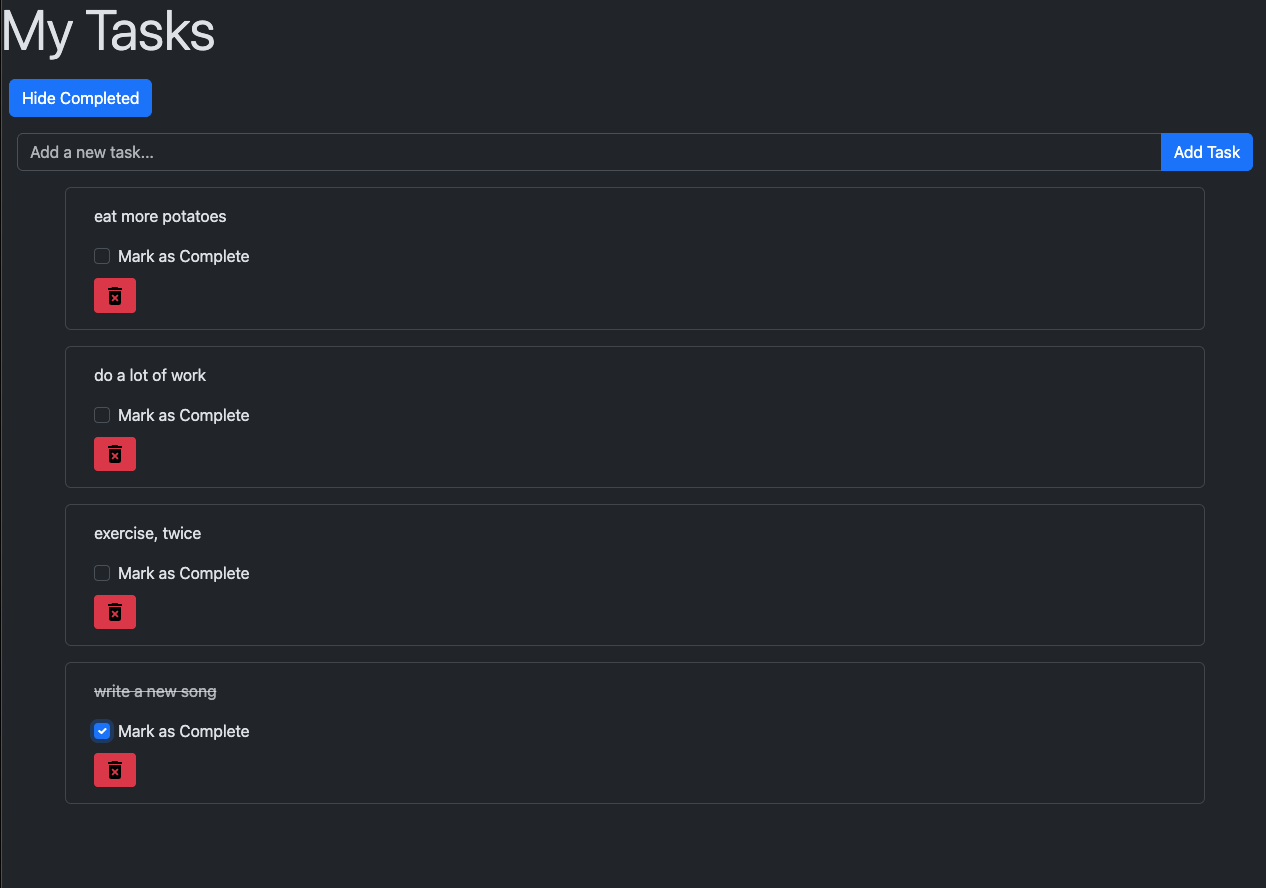 My Tasks
Hide Completed
Add a new task...
Add Task
eat more potatoes
Mark as Complete
do a lot of work
Mark as Complete
exercise, twice
Mark as Complete
write a new song
Mark as Complete